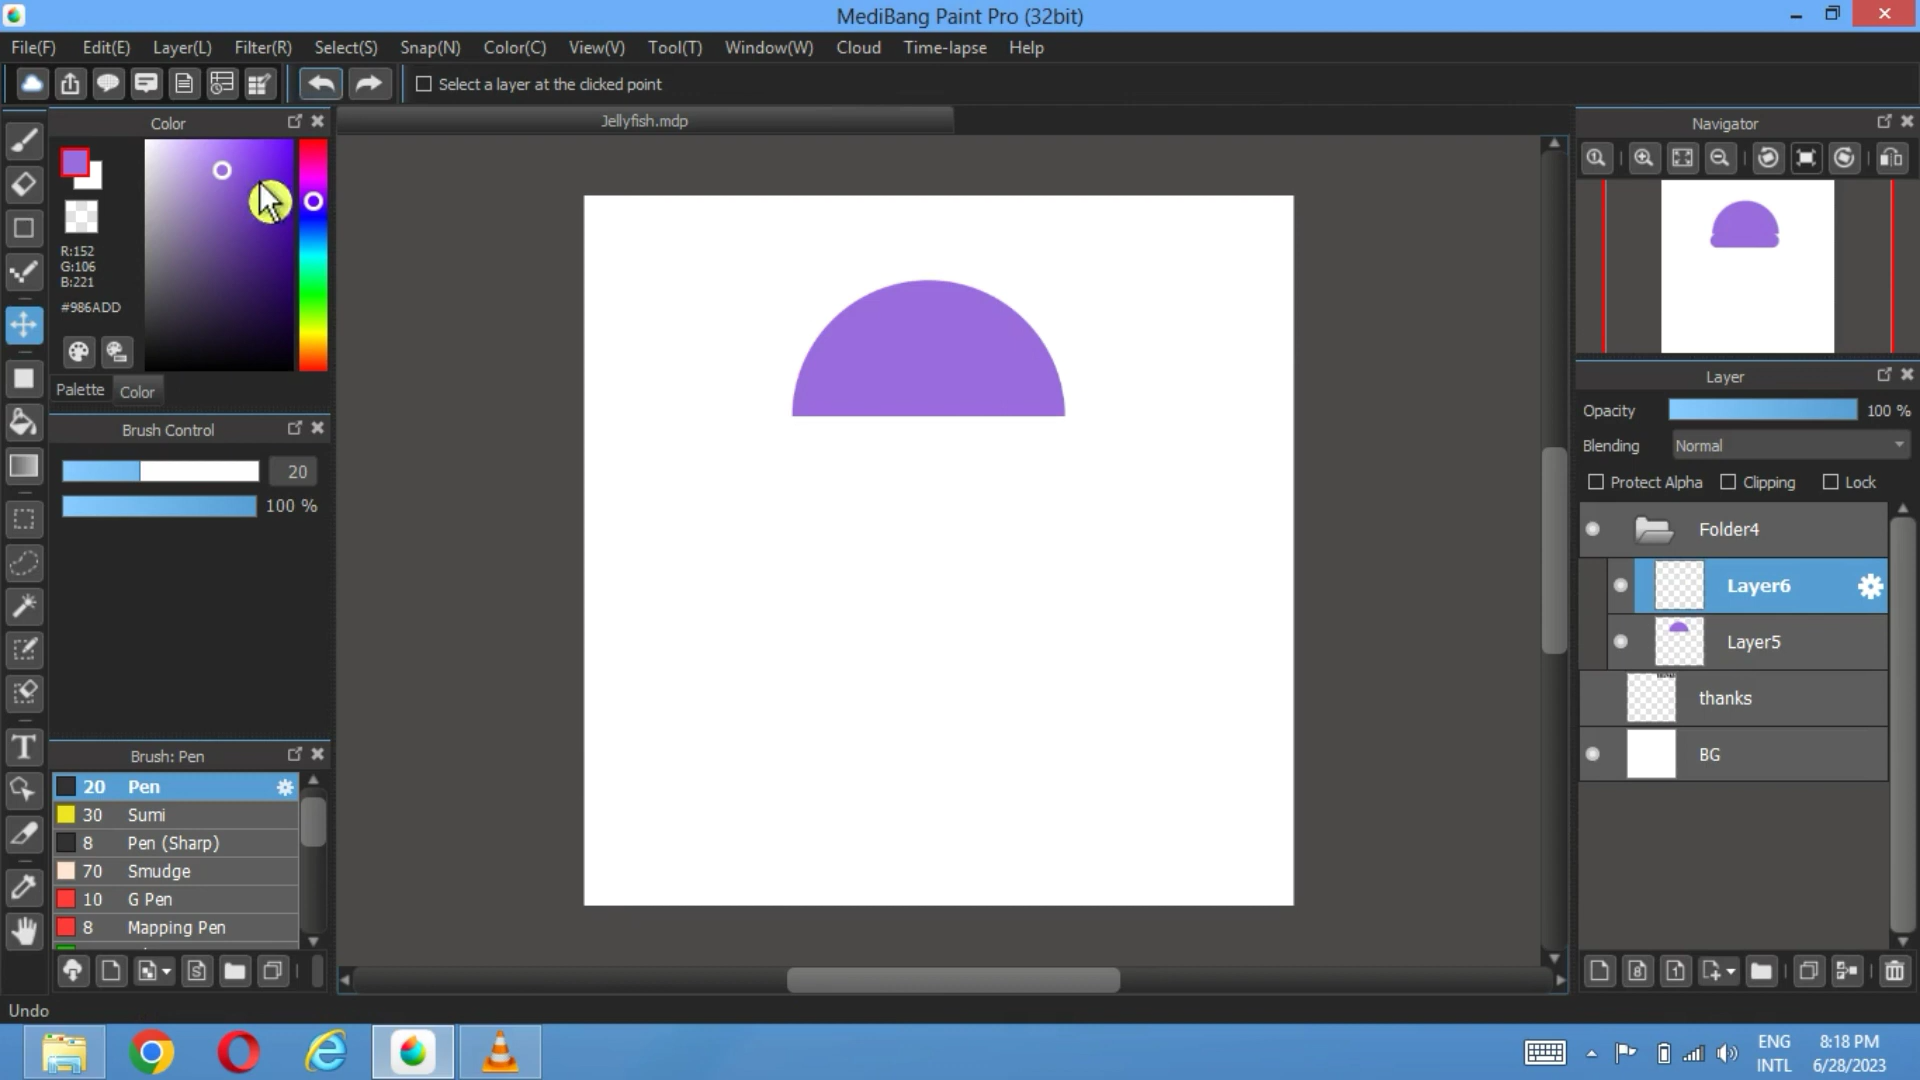 MediBang Paint Pro (32bit)
File(F) Edit(E) Layer(L) Filter(R) Select(S) Snap(N) Color(C) View(V) Tool(T) Window(W) Cloud Time-lapse Help
Select a layer at the clicked point
Color
Jellyfish.mdp
Navigator
R:152
G:106
B:221
#986ADD
Palette Color
Brush Control
20
100 %
Brush: Pen
20 Pen
30 Sumi
8 Pen (Sharp)
70 Smudge
10 G Pen
8 Mapping Pen
Layer
Opacity 100 %
Blending Normal
Protect Alpha Clipping Lock
Folder4
Layer6
Layer5
thanks
BG
Undo
ENG
INTL
8:18 PM
6/28/2023